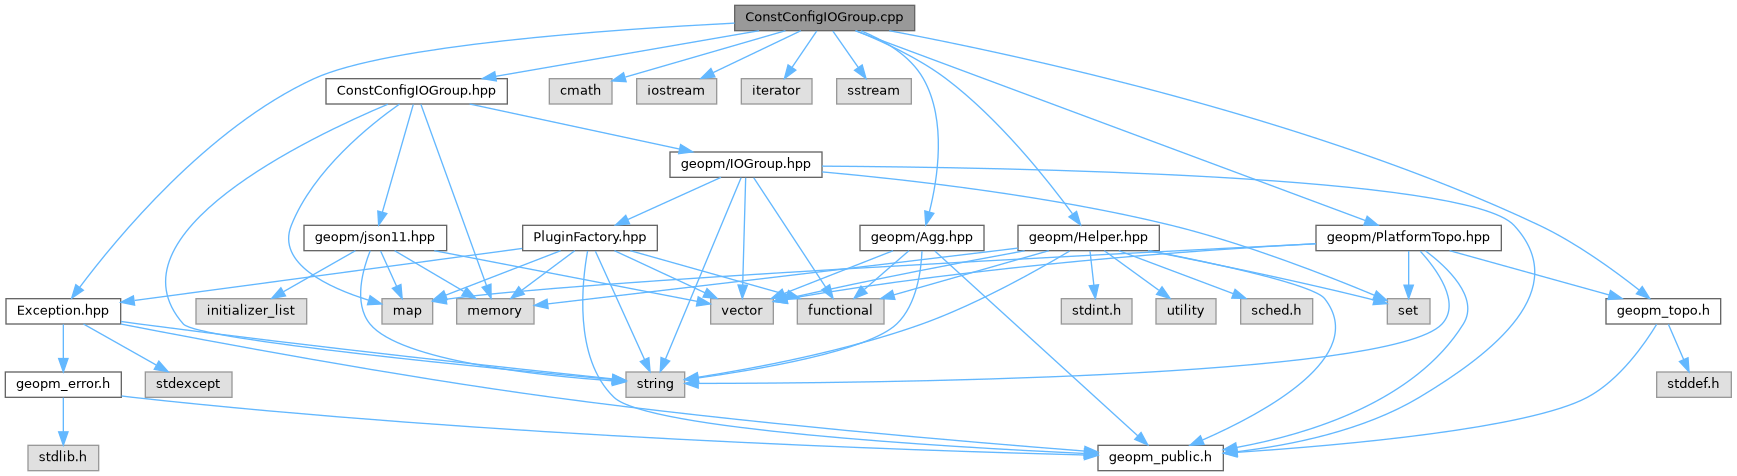 ConstConfigIOGroup.cpp
ConstConfigIOGroup.hpp
cmath
iostream
iterator
sstream
geopm/IOGroup.hpp
geopm/json11.hpp
PluginFactory.hpp
geopm/Agg.hpp
geopm/Helper.hpp
geopm/PlatformTopo.hpp
Exception.hpp
initializer_list
map
memory
vector
functional
stdint.h
utility
sched.h
set
geopm_topo.h
geopm_error.h
stdexcept
string
stddef.h
stdlib.h
geopm_public.h